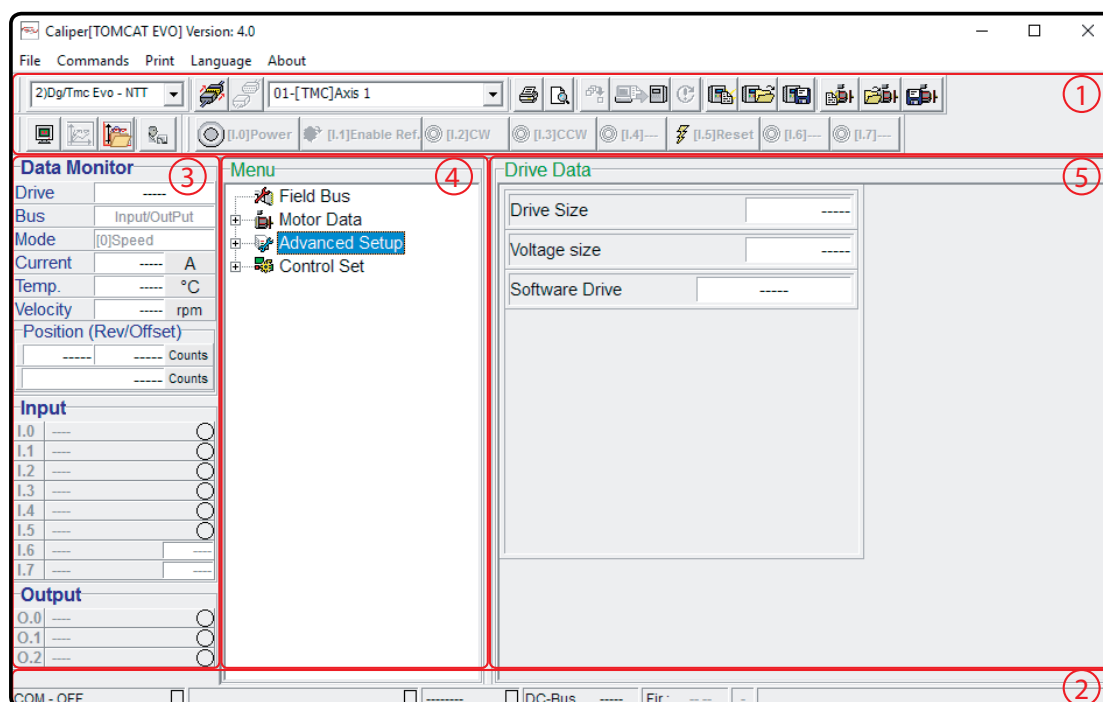 Caliper[TOMCAT EVO] Version: 4.0
File Commands Print Language About
2)Dg/Tmc Evo - NTT 01-[TMC]Axis 1 1
[I.0]Power [I.1]Enable Ref. [I.2]CW [I.3]CCW [I.4]--- [I.5]Reset [I.6]--- [I.7]---
Data Monitor 3
Drive -----
Bus Input/OutPut
Mode [0]Speed
Current ----- A
Temp. ----- °C
Velocity ----- rpm
Position (Rev/Offset)
----- ----- Counts
----- Counts
Input
I.0 ----
I.1 ----
I.2 ----
I.3 ----
I.4 ----
I.5 ----
I.6 ---- ----
I.7 ---- ----
Output
O.0 ----
O.1 ----
O.2 ----
Menu 4
Field Bus
Motor Data
Advanced Setup
Control Set
Drive Data 5
Drive Size -----
Voltage size -----
Software Drive -----
COM - OFF -------- DC-Bus ----- Fir : -- -- - 2